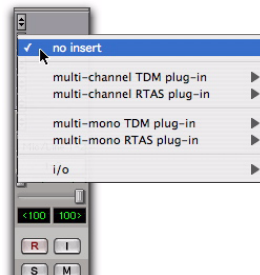 no insert
multi-channel TDM plug-in
multi-channel RTAS plug-in
multi-mono TDM plug-in
multi-mono RTAS plug-in
i/o
<100 100>
R I
S M